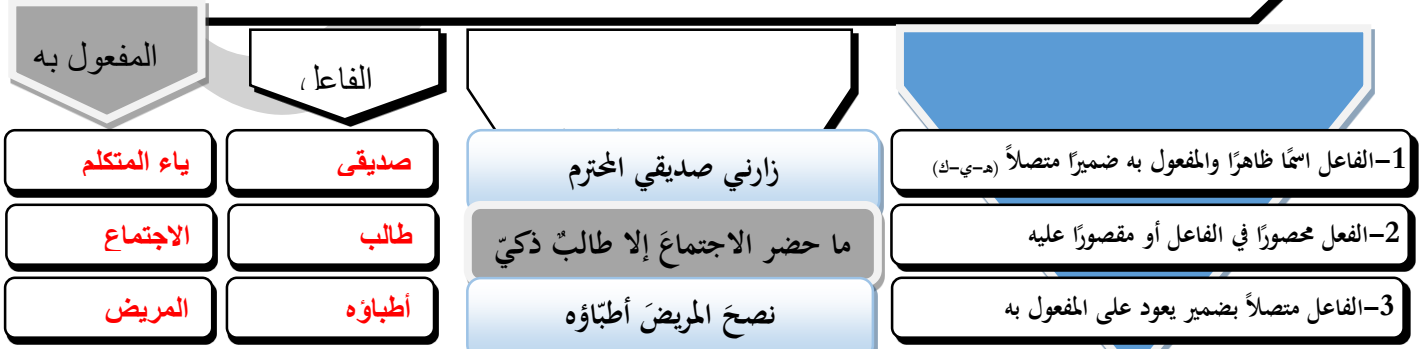 الفاعل
المفعول به
1-الفاعل اسمًا ظاهرًا والمفعول به ضميرًا متصلاً (هـ-ي-ك)
زارني صديقي المحترم
صديقى
ياء المتكلم
2-الفعل محصورًا في الفاعل أو مقصورًا عليه
ما حضر الاجتماعَ إلا طالبٌ ذكيّ
طالب
الاجتماع
3-الفاعل متصلاً بضمير يعود على المفعول به
نصحَ المريضَ أطبّاؤه
أطباؤه
المريض